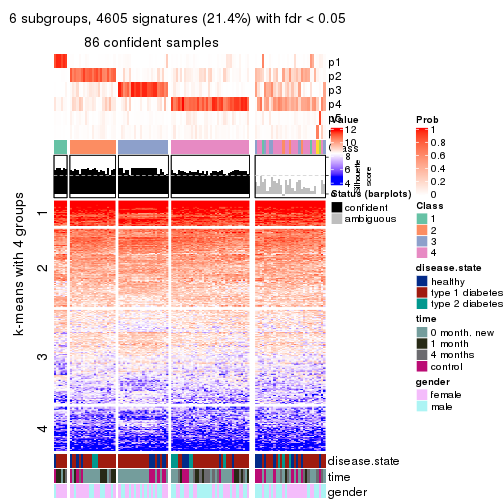 6 subgroups, 4605 signatures (21.4%) with fdr < 0.05
86 confident samples
p1
p2
p3
p4
p5
Value
12
10
8
6
4
Silhouette
score
Status (barplots)
confident
ambiguous
k-means with 4 groups
1
2
3
4
disease.state
time
gender
Prob
1
0.8
0.6
0.4
0.2
0
Class
1
2
3
4
disease.state
healthy
type 1 diabetes
type 2 diabetes
time
0 month. new
1 month
4 months
control
gender
female
male